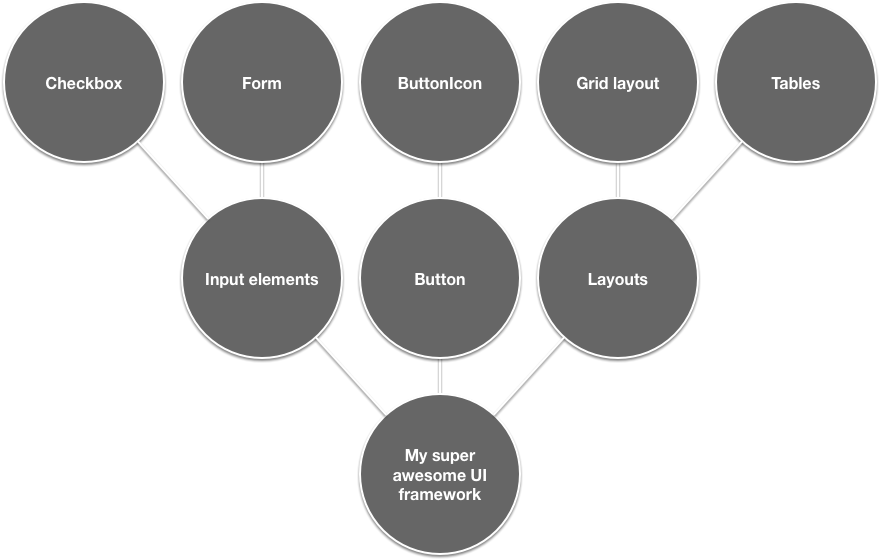 Checkbox
Form
ButtonIcon
Grid layout
Tables
Input elements
Button
Layouts
My super
awesome UI
framework